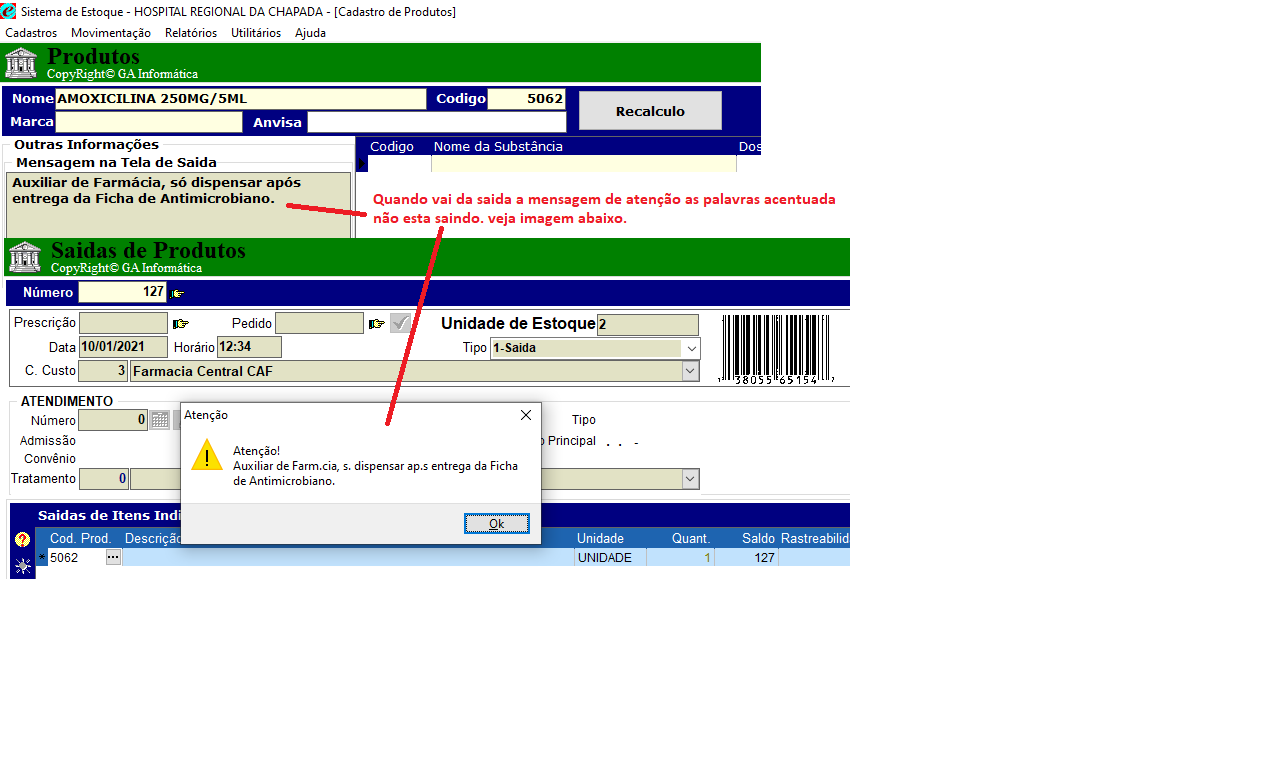 Sistema de Estoque - HOSPITAL REGIONAL DA CHAPADA - [Cadastro de Produtos]
Cadastros Movimentação Relatórios Utilitários Ajuda
Produtos
CopyRight© GA Informática
Nome AMOXICILINA 250MG/5ML Codigo 5062 Recalculo
Marca Anvisa
Outras Informações
Codigo Nome da Substância Dos
Mensagem na Tela de Saida
Auxiliar de Farmácia, só dispensar após
entrega da Ficha de Antimicrobiano.
Quando vai da saida a mensagem de atenção as palavras acentuada
não esta saindo. veja imagem abaixo.
Saidas de Produtos
CopyRight© GA Informática
Número 127
Prescrição Pedido Unidade de Estoque 2
Data 10/01/2021 Horário 12:34 Tipo 1-Saida
C. Custo 3 Farmacia Central CAF
1 38055 65154 7
ATENDIMENTO
Número 0 Tipo
Admissão o Principal . . -
Convênio
Tratamento 0
Atenção
Atenção!
Auxiliar de Farm.cia, s. dispensar ap.s entrega da Ficha
de Antimicrobiano.
Ok
Saidas de Itens Indi
Cod. Prod. Descrição Unidade Quant. Saldo Rastreabilid
* 5062 ... UNIDADE 1 127